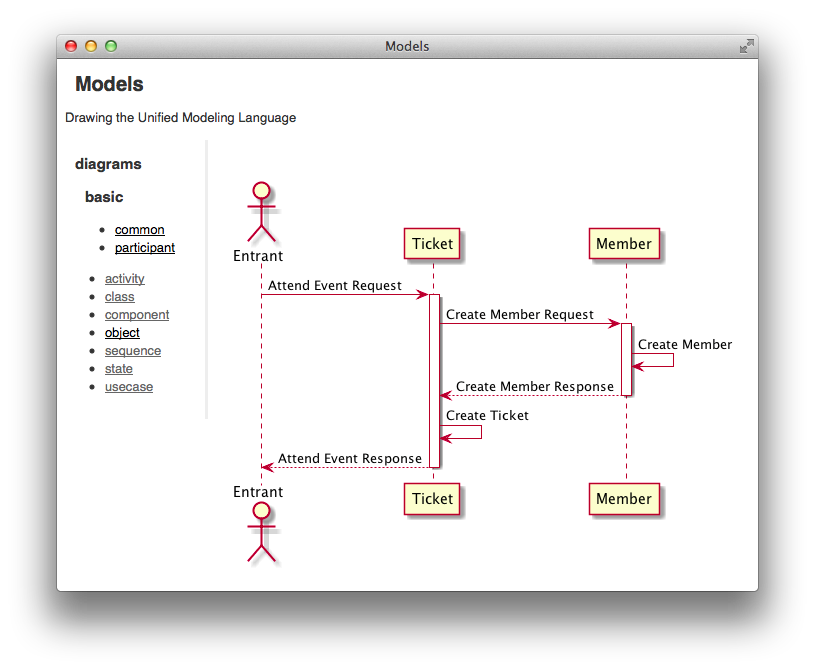 Models
Models
Drawing the Unified Modeling Language
diagrams
basic
common
participant
activity
class
component
object
sequence
state
usecase
Entrant
Ticket
Member
Attend Event Request
Create Member Request
Create Member
Create Member Response
Create Ticket
Attend Event Response
Entrant
Ticket
Member